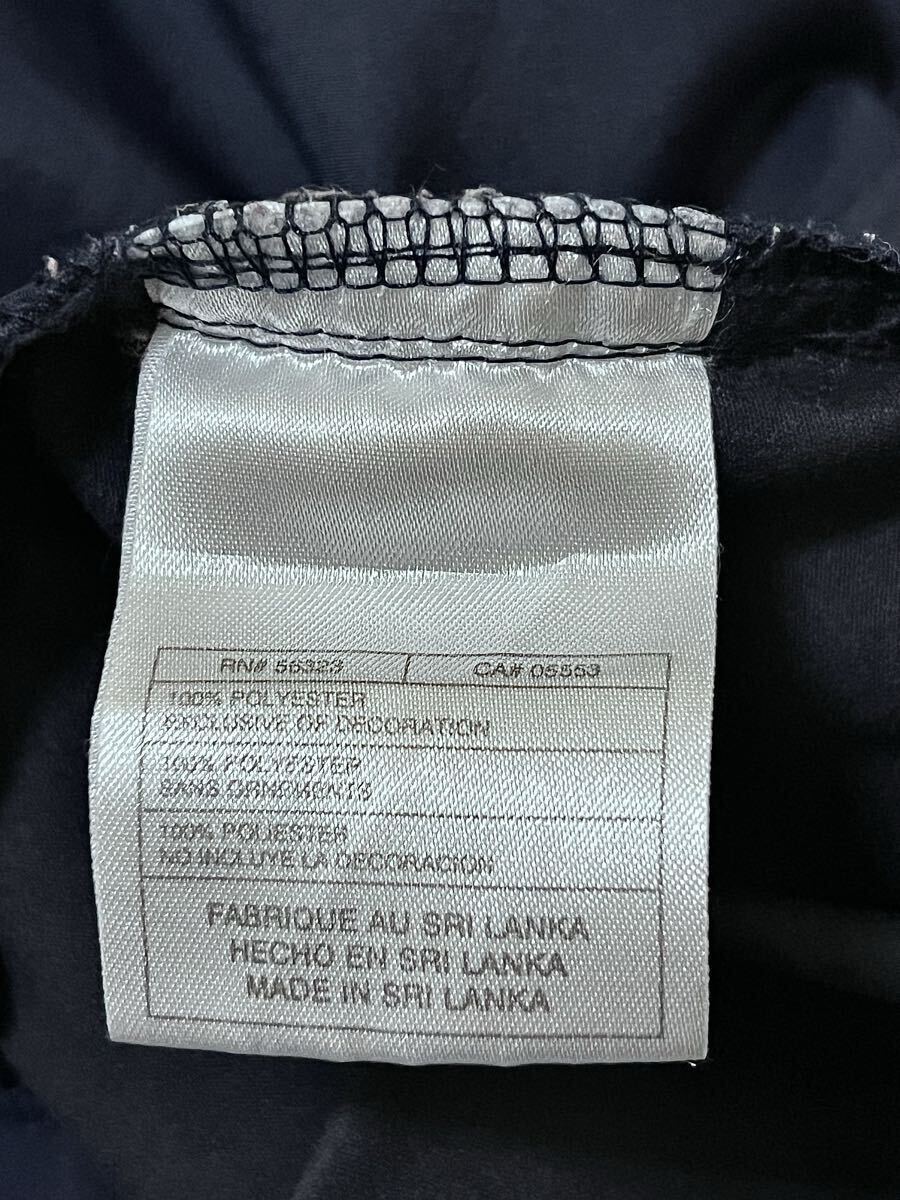 RN# 56323
CA# 05553
100% POLYESTER
EXCLUSIVE OF DECORATION
100% POLYESTER
SANS ORNEMENTS
100% POLIESTER
NO INCLUYE LA DECORACION
FABRIQUE AU SRI LANKA
HECHO EN SRI LANKA
MADE IN SRI LANKA